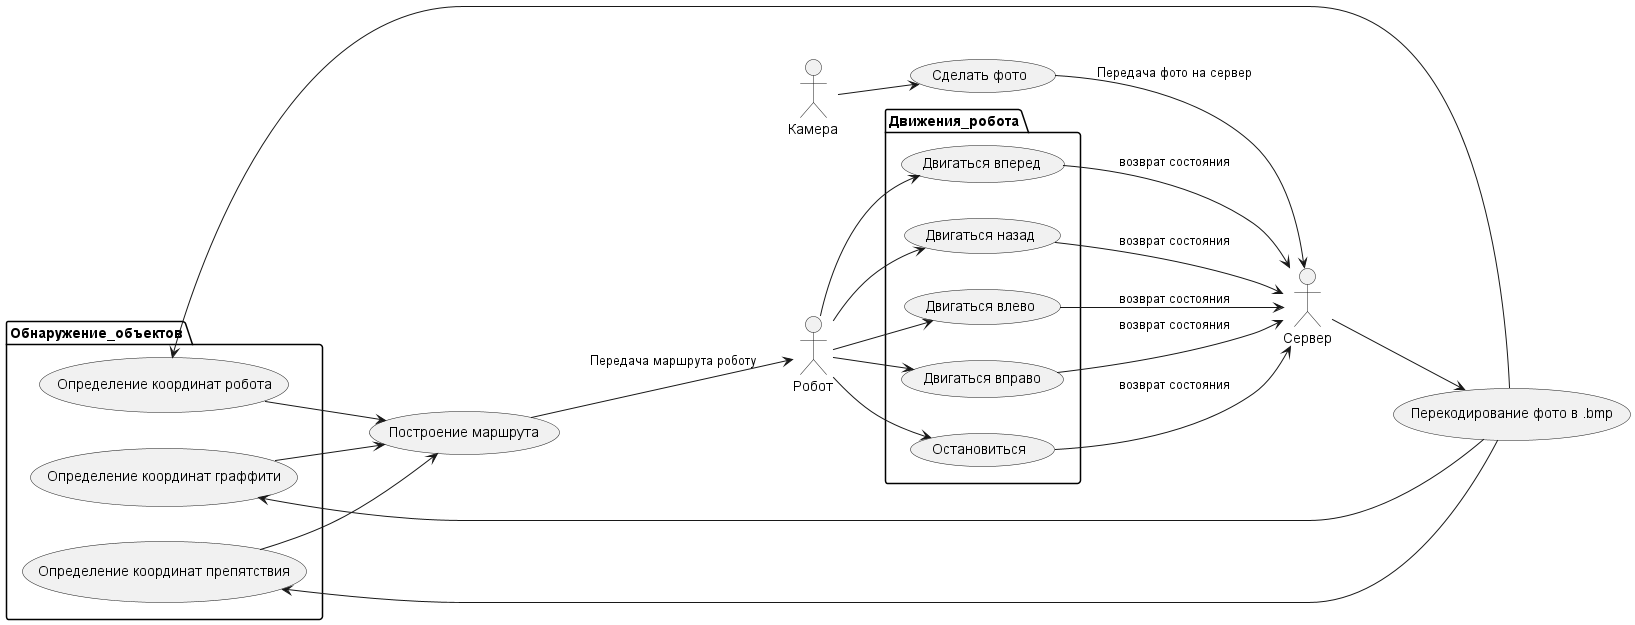 Сделать фото
Передача фото на сервер
Камера
Движения_робота
Двигаться вперед
возврат состояния
Двигаться назад
возврат состояния
Двигаться влево
возврат состояния
возврат состояния
Сервер
Обнаружение_объектов
Передача маршрута роботу
Робот
Двигаться вправо
возврат состояния
Определение координат робота
Построение маршрута
Остановиться
Перекодирование фото в .bmp
Определение координат граффити
Определение координат препятствия